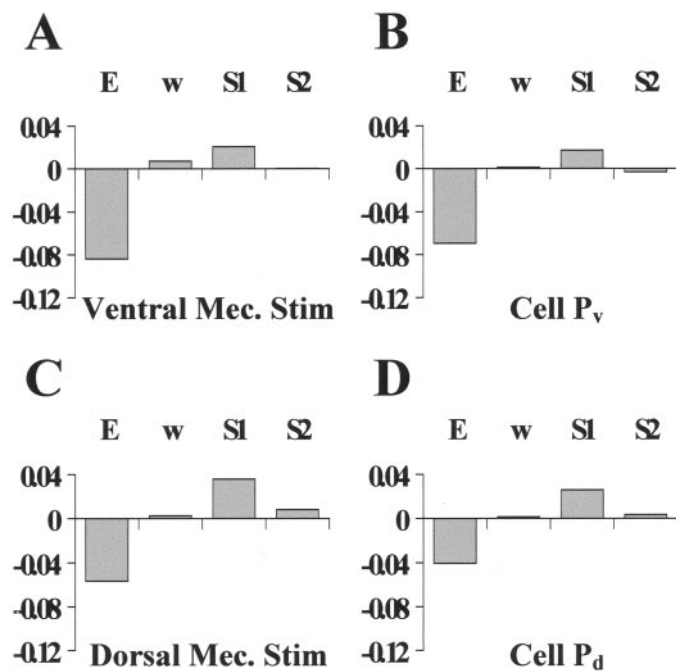 A
B
E w S1 S2
E w S1 S2
0.04
0
-0.04
-0.08
-0.12
Ventral Mec. Stim
0.04
0
-0.04
-0.08
-0.12
Cell Pv
C
D
E w S1 S2
E w S1 S2
0.04
0
-0.04
-0.08
-0.12
Dorsal Mec. Stim
0.04
0
-0.04
-0.08
-0.12
Cell Pd